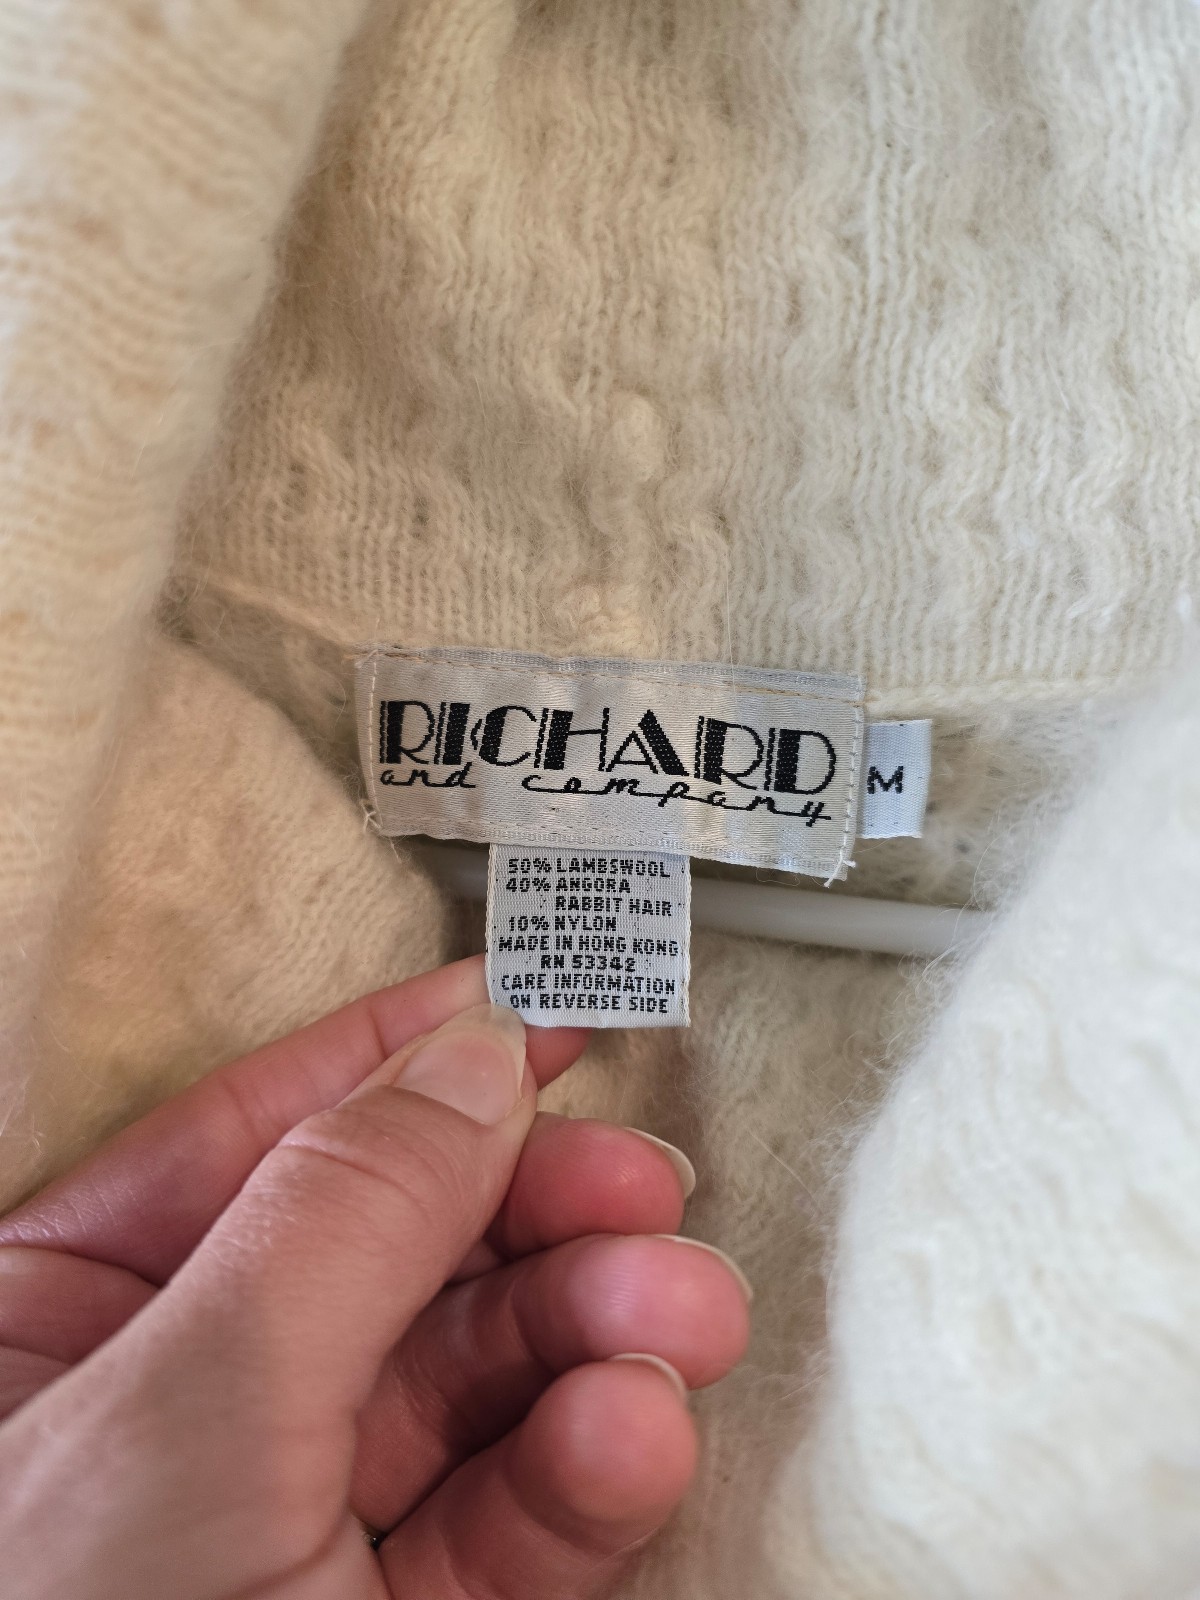 RICHARD
and company
M
50% LAMBSWOOL
40% ANGORA
RABBIT HAIR
10% NYLON
MADE IN HONG KONG
RN 53342
CARE INFORMATION
ON REVERSE SIDE